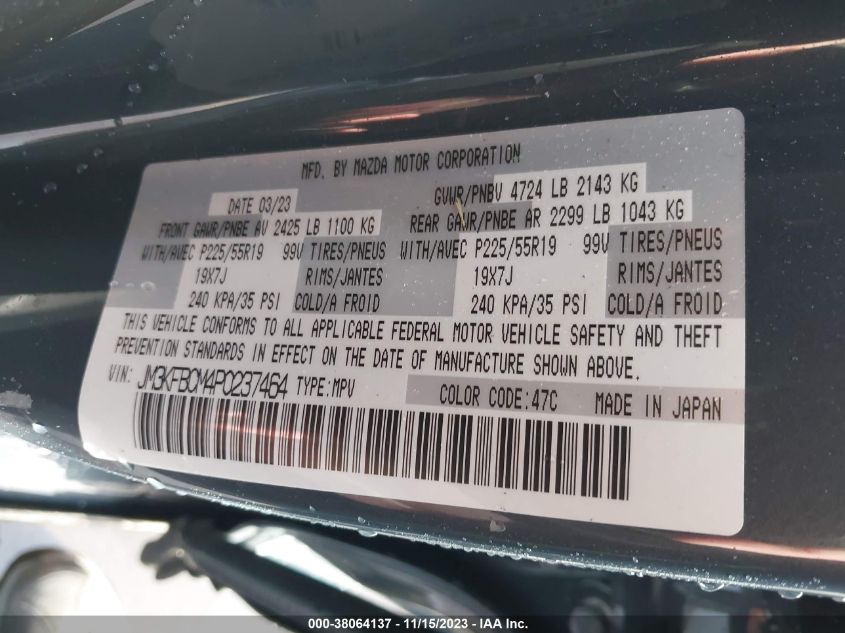 MFD. BY MAZDA MOTOR CORPORATION
DATE 03/23 GVWR/PNBV 4724 LB 2143 KG
FRONT GAWR/PNBE AV 2425 LB 1100 KG REAR GAWR/PNBE AR 2299 LB 1043 KG
WITH/AVEC P225/55R19 99V TIRES/PNEUS WITH/AVEC P225/55R19 99V TIRES/PNEUS
19X7J RIMS/JANTES 19X7J RIMS/JANTES
240 KPA/35 PSI COLD/A FROID 240 KPA/35 PSI COLD/A FROID
THIS VEHICLE CONFORMS TO ALL APPLICABLE FEDERAL MOTOR VEHICLE SAFETY AND THEFT
PREVENTION STANDARDS IN EFFECT ON THE DATE OF MANUFACTURE SHOWN ABOVE.
VIN: JM3KFBCM4P0237464 TYPE:MPV COLOR CODE:47C MADE IN JAPAN
000-38064137 - 11/15/2023 - IAAI Inc.